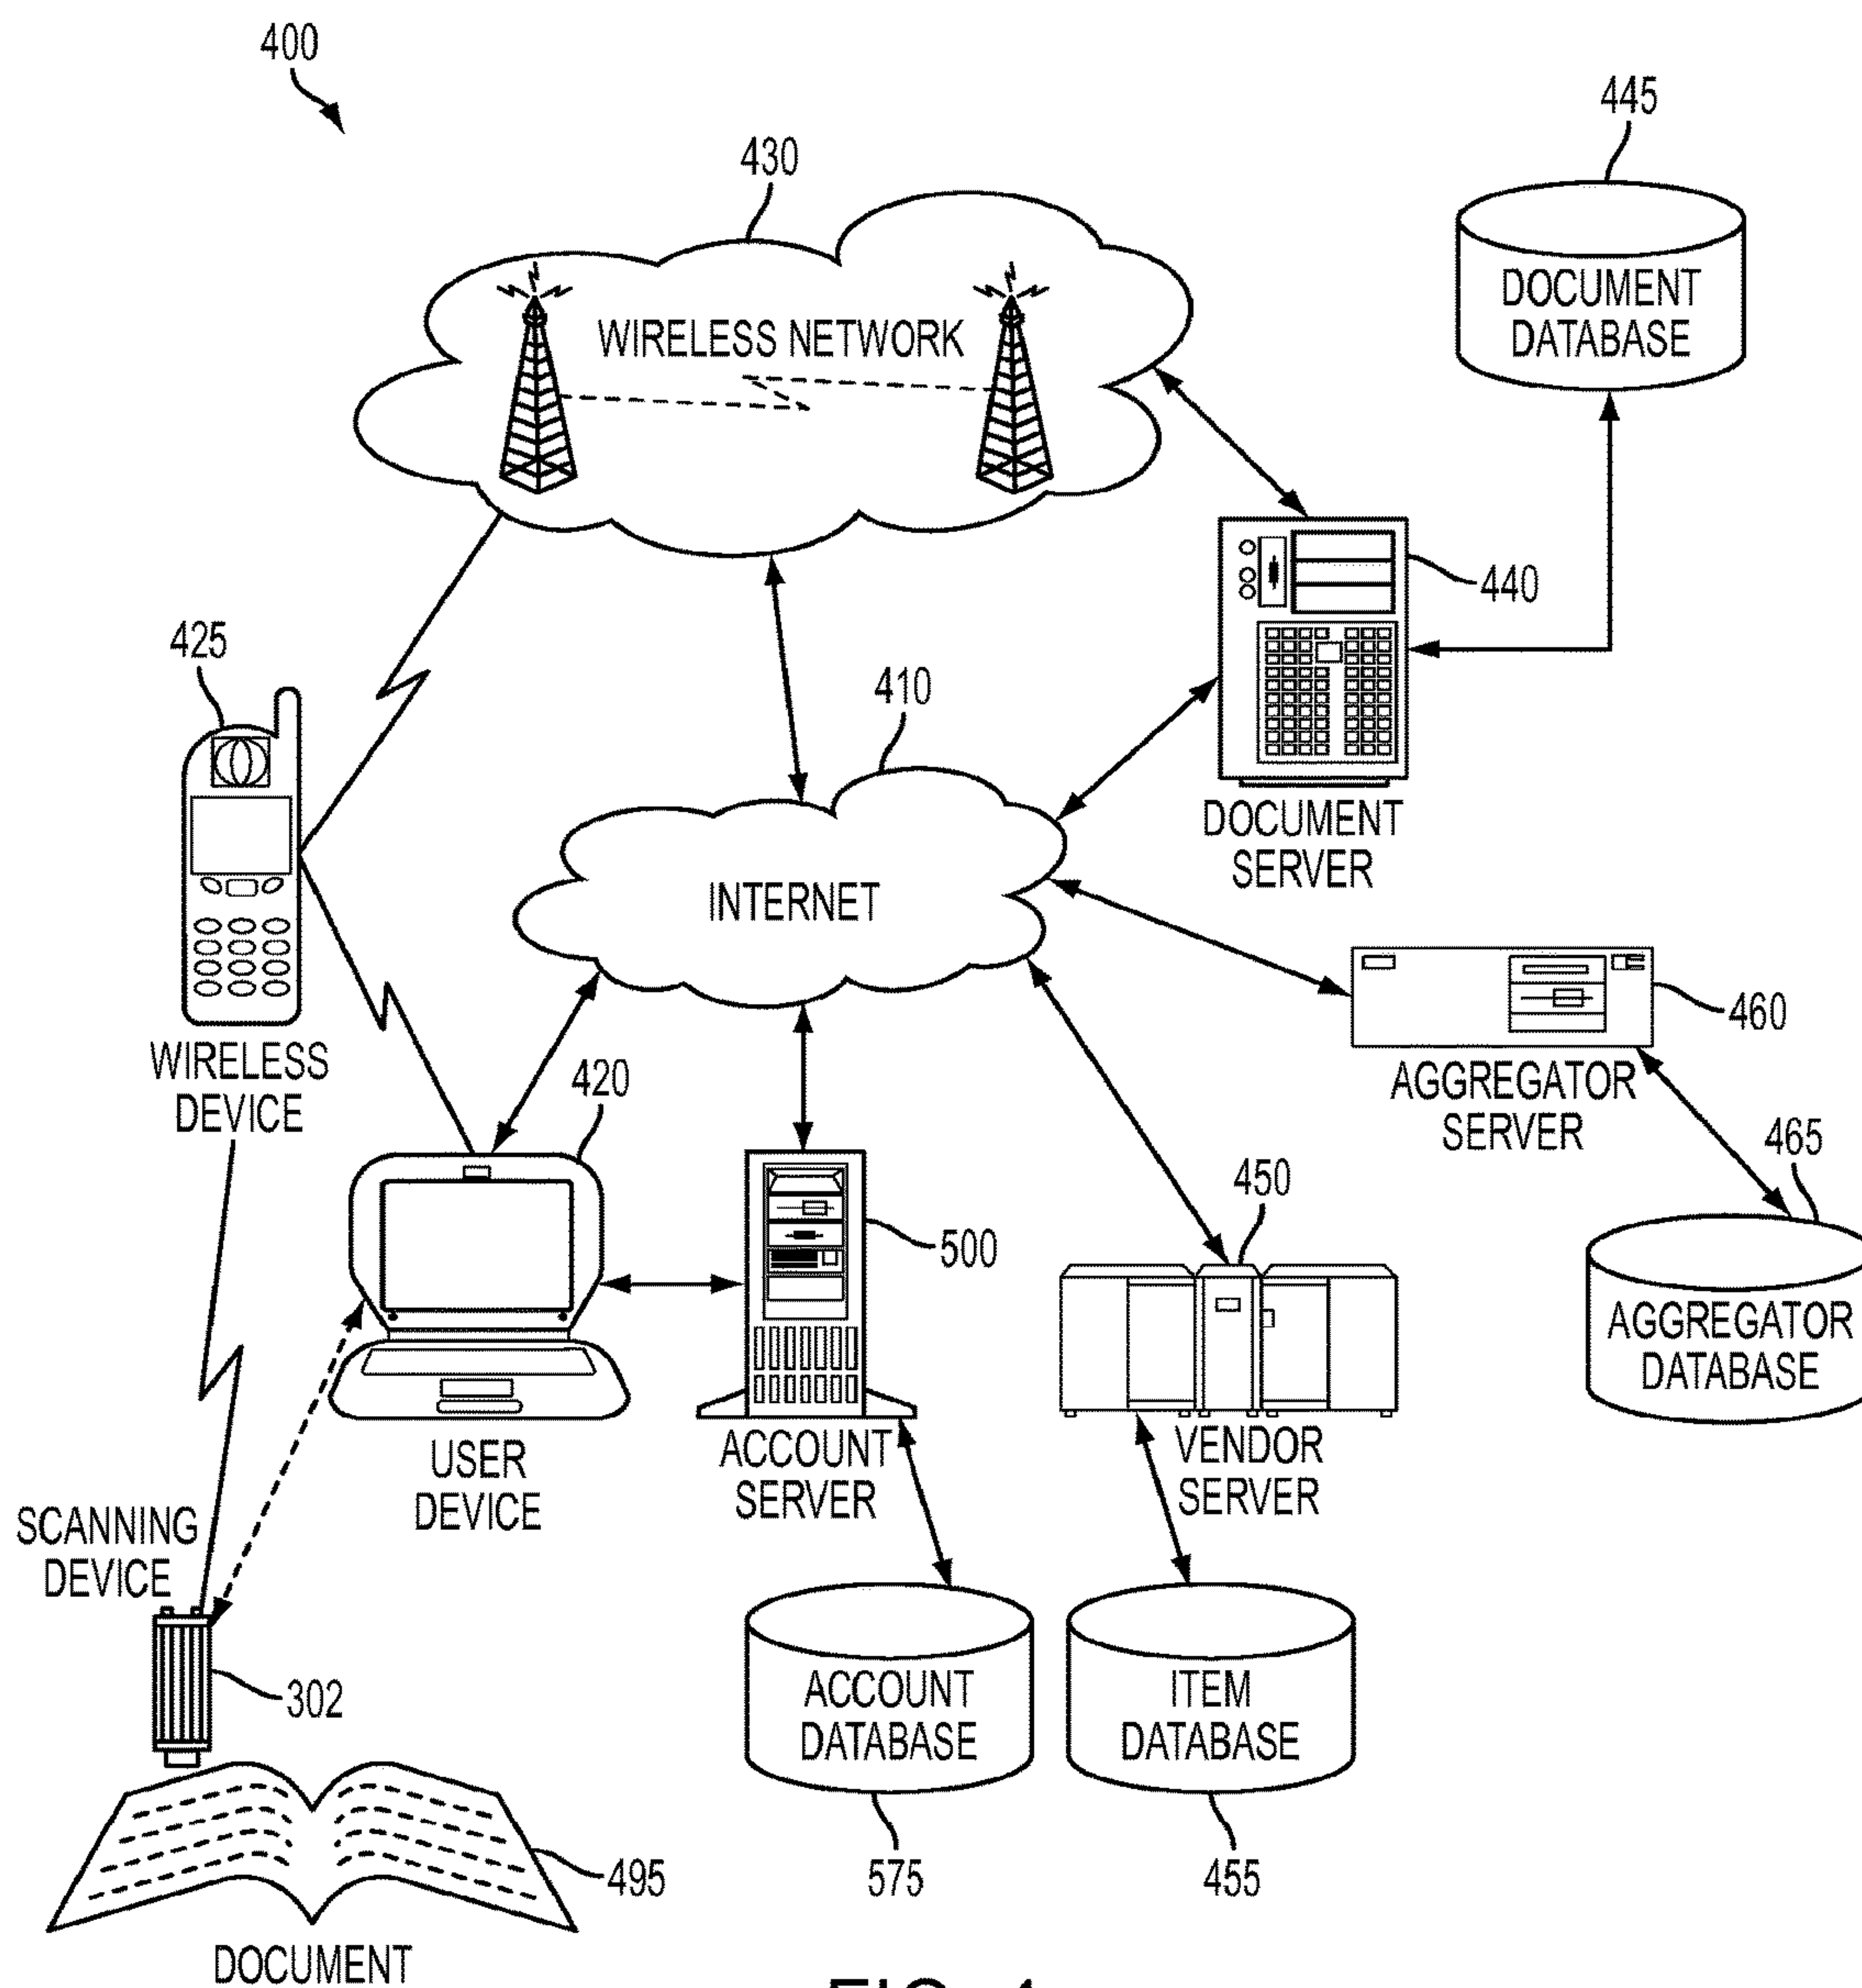 400
445
430
DOCUMENT
DATABASE
WIRELESS NETWORK
440
425
410
DOCUMENT
SERVER
INTERNET
460
WIRELESS
DEVICE
420
AGGREGATOR
SERVER
465
450
500
AGGREGATOR
DATABASE
USER
DEVICE
ACCOUNT
SERVER
VENDOR
SERVER
SCANNING
DEVICE
302
ACCOUNT
DATABASE
ITEM
DATABASE
495
575
455
DOCUMENT